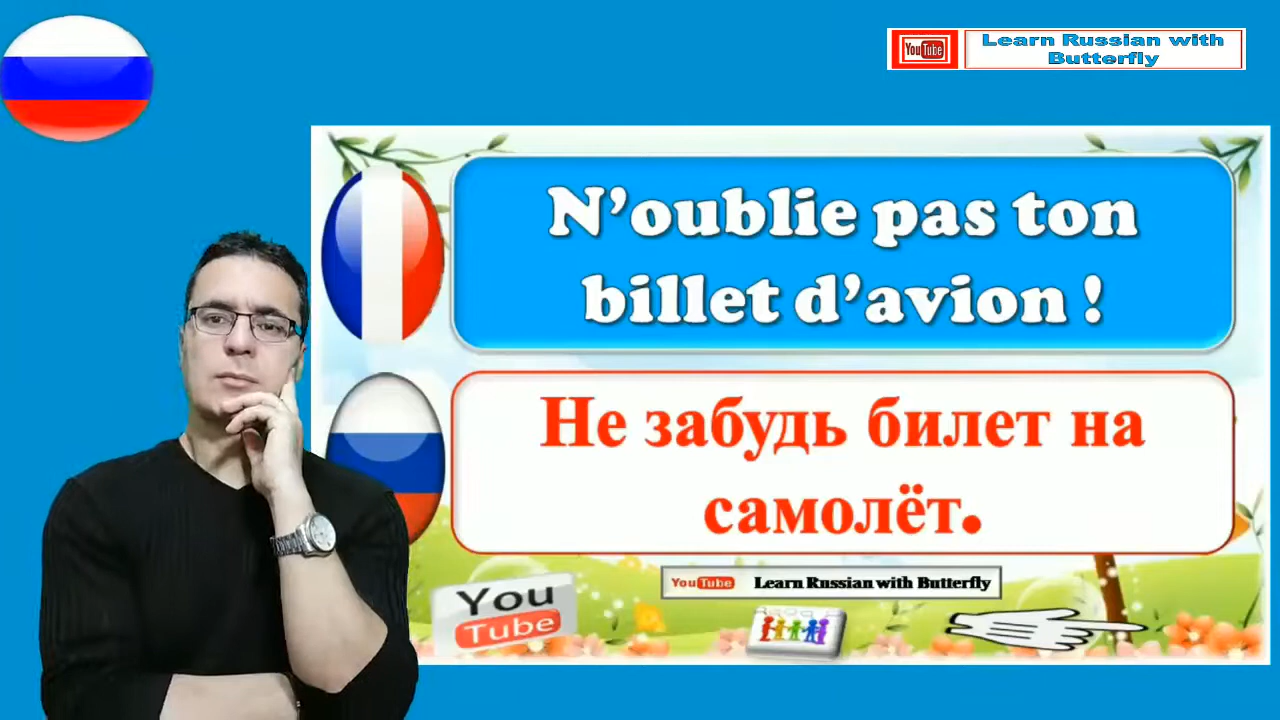 YouTube
Learn Russian with
Butterfly
N'oublie pas ton
billet d'avion !
Не забудь билет на
самолёт.
YouTube Learn Russian with Butterfly
You
Tube